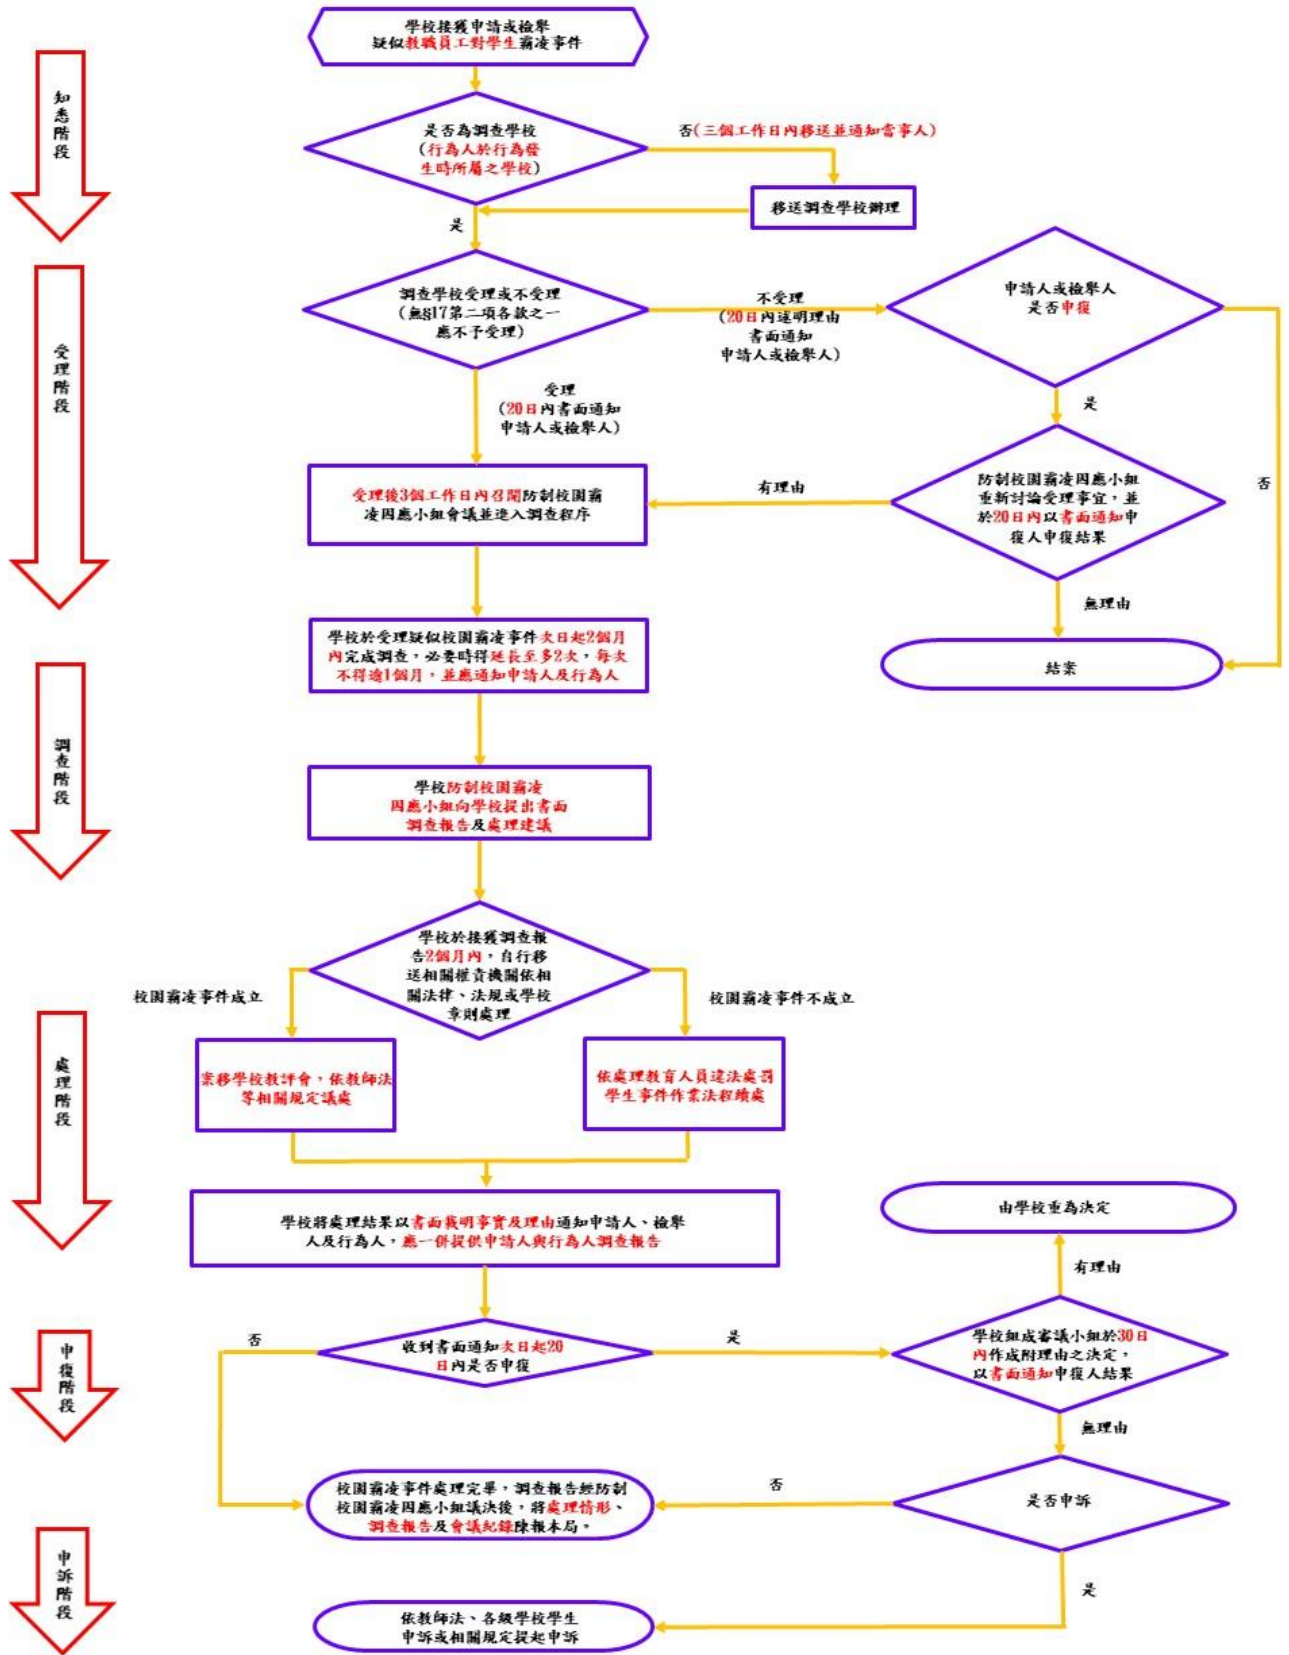 學校接獲申請或檢舉
疑似教職員工對學生霸凌事件
知悉階段
是否為調查學校
(行為人於行為發
生時所屬之學校)
否(三個工作日內移送並通知當事人)
移送調查學校辦理
是
受理階段
調查學校受理或不受理
(無§17第二項各款之一
應不予受理)
不受理
(20日內述明理由
書面通知
申請人或檢舉人)
申請人或檢舉人
是否申復
受理
(20日內書面通知
申請人或檢舉人)
是
否
受理後3個工作日內召開防制校園霸
凌因應小組會議並進入調查程序
有理由
防制校園霸凌因應小組
重新討論受理事宜，並
於20日內以書面通知申
復人申復結果
無理由
結案
學校於受理疑似校園霸凌事件次日起2個月
內完成調查，必要時得延長至多2次，每次
不得逾1個月，並應通知申請人及行為人
調查階段
學校防制校園霸凌
因應小組向學校提出書面
調查報告及處理建議
學校於接獲調查報
告2個月內，自行移
送相關權責機關依相
關法律、法規或學校
章則處理
校園霸凌事件成立
校園霸凌事件不成立
處理階段
案移學校教評會，依教師法
等相關規定議處
依處理教育人員違法處罰
學生事件作業法程續處
學校將處理結果以書面載明事實及理由通知申請人、檢舉
人及行為人，應一併提供申請人與行為人調查報告
由學校重為決定
有理由
申復階段
收到書面通知次日起20
日內是否申復
否
是
學校組成審議小組於30日
內作成附理由之決定，
以書面通知申復人結果
無理由
校園霸凌事件處理完畢，調查報告經防制
校園霸凌因應小組議決後，將處理情形、
調查報告及會議紀錄陳報本局。
否
是否申訴
是
申訴階段
依教師法、各級學校學生
申訴或相關規定提起申訴